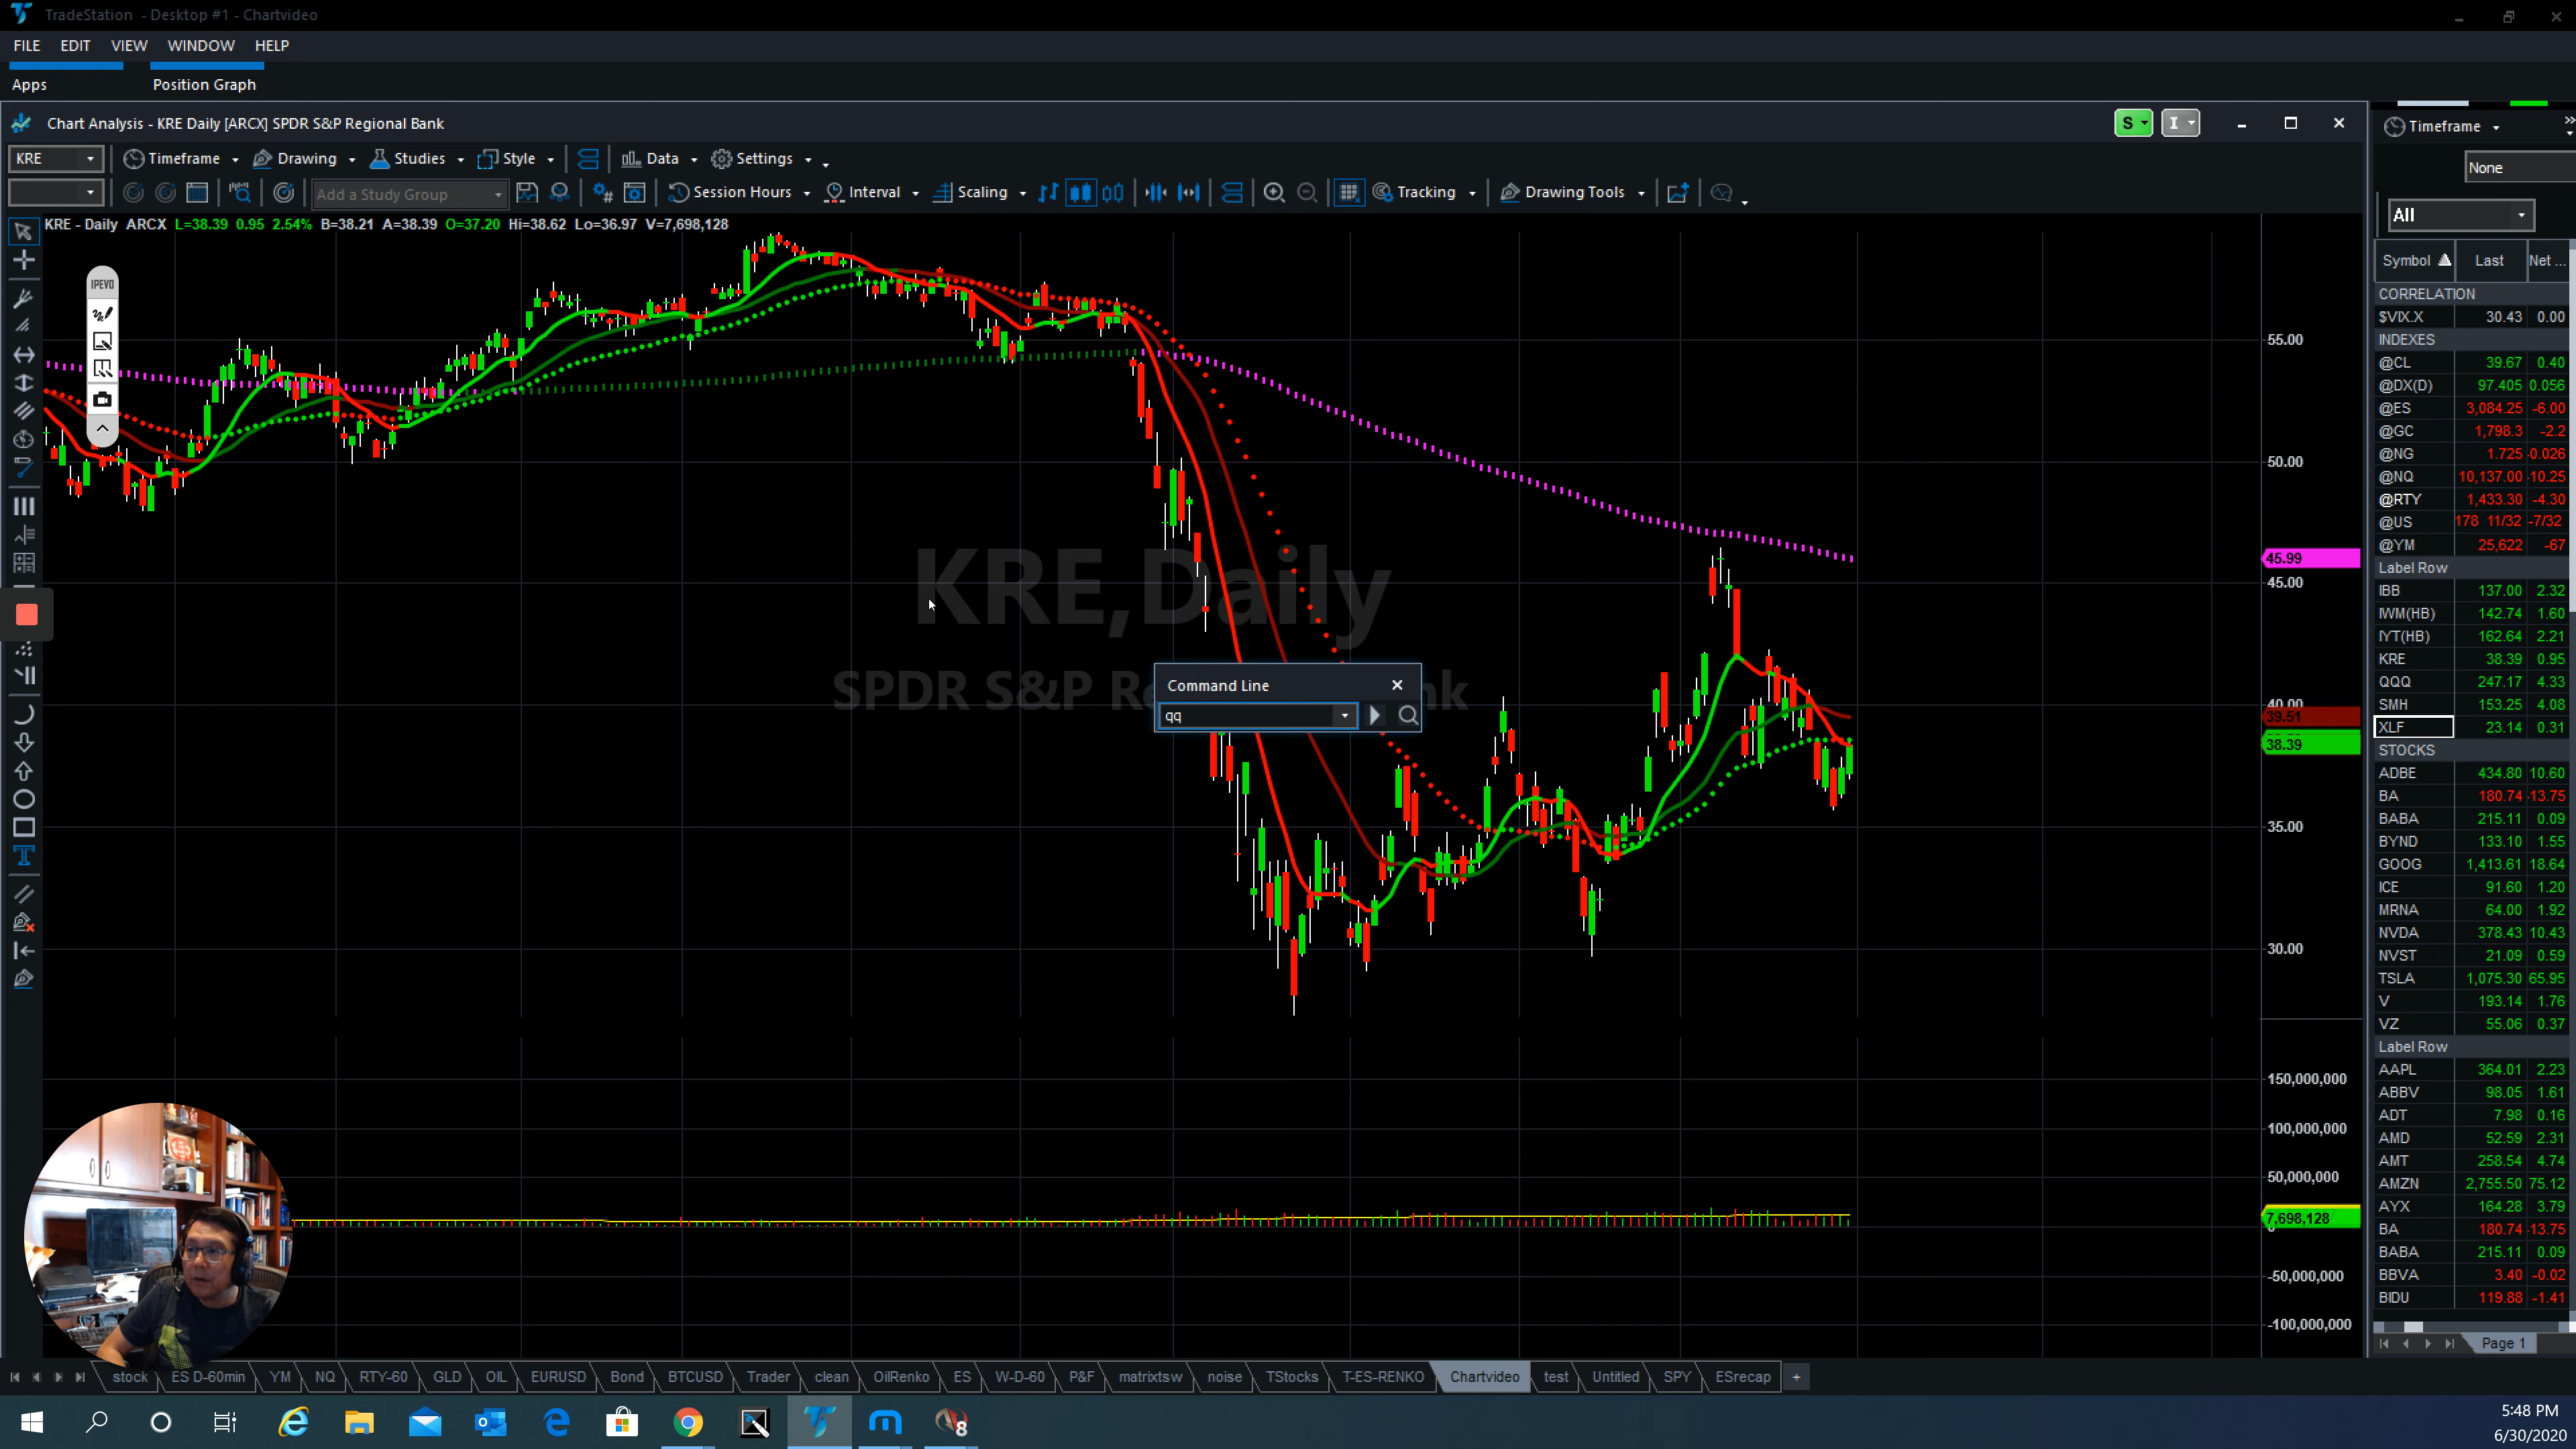 TradeStation - Desktop #1 - Chartvideo
FILE EDIT VIEW WINDOW HELP
Apps Position Graph
Chart Analysis - KRE Daily [ARCX] SPDR S&P Regional Bank
S I
KRE Timeframe Drawing Studies Style Data Settings
Add a Study Group Session Hours Interval Scaling Tracking Drawing Tools
KRE - Daily ARCX L=38.39 0.95 2.54% B=38.21 A=38.39 O=37.20 Hi=38.62 Lo=36.97 V=7,698,128
IPEVO
KRE,Daily
SPDR S&P
Command Line
qq
55.00
50.00
45.99
45.00
40.00
39.51
38.39
35.00
30.00
150,000,000
100,000,000
50,000,000
7,698,128
0
-50,000,000
-100,000,000
Timeframe
None
All
Symbol Last Net ...
CORRELATION
$VIX.X 30.43 0.00
INDEXES
@CL 39.67 0.40
@DX(D) 97.405 0.056
@ES 3,084.25 -6.00
@GC 1,798.3 -2.2
@NG 1.725 -0.026
@NQ 10,137.00 -10.25
@RTY 1,433.30 -4.30
@US 178 11/32 -7/32
@YM 25,622 -67
Label Row
IBB 137.00 2.32
IWM(HB) 142.74 1.60
IYT(HB) 162.64 2.21
KRE 38.39 0.95
QQQ 247.17 4.33
SMH 153.25 4.08
XLF 23.14 0.31
STOCKS
ADBE 434.80 10.60
BA 180.74 -13.75
BABA 215.11 0.09
BYND 133.10 1.55
GOOG 1,413.61 18.64
ICE 91.60 1.20
MRNA 64.00 1.92
NVDA 378.43 10.43
NVST 21.09 0.59
TSLA 1,075.30 65.95
V 193.14 1.76
VZ 55.06 0.37
Label Row
AAPL 364.01 2.23
ABBV 98.05 1.61
ADT 7.98 0.16
AMD 52.59 2.31
AMT 258.54 4.74
AMZN 2,755.50 75.12
AYX 164.28 3.79
BA 180.74 -13.75
BABA 215.11 0.09
BBVA 3.40 -0.02
BIDU 119.88 -1.41
Page 1
stock ES D-60min YM NQ RTY-60 GLD OIL EURUSD Bond BTCUSD Trader clean OilRenko ES W-D-60 P&F matrixtsw noise TStocks T-ES-RENKO Chartvideo test Untitled SPY ESrecap +
8
5:48 PM
6/30/2020